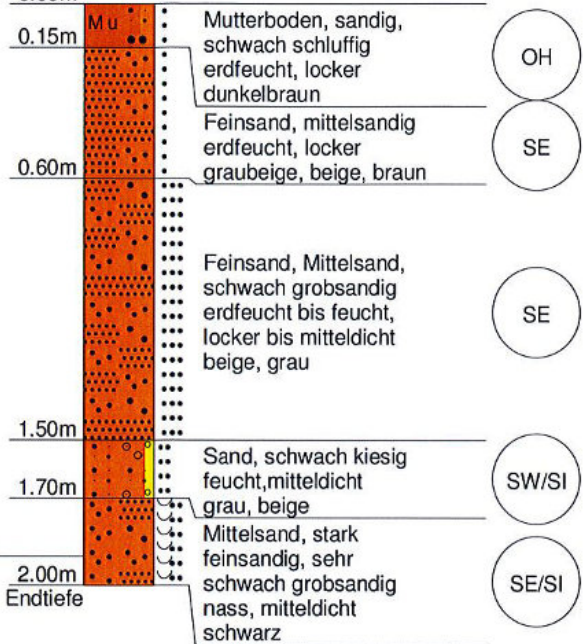 Mu
Mutterboden, sandig,
0.15m
schwach schluffig
erdfeucht, locker
dunkelbraun
OH
Feinsand, mittelsandig
erdfeucht, locker
0.60m
graubeige, beige, braun
SE
Feinsand, Mittelsand,
schwach grobsandig
erdfeucht bis feucht,
locker bis mitteldicht
beige, grau
SE
1.50m
Sand, schwach kiesig
feucht,mitteldicht
1.70m
grau, beige
SW/SI
Mittelsand, stark
feinsandig, sehr
2.00m
schwach grobsandig
Endtiefe
nass, mitteldicht
schwarz
SE/SI